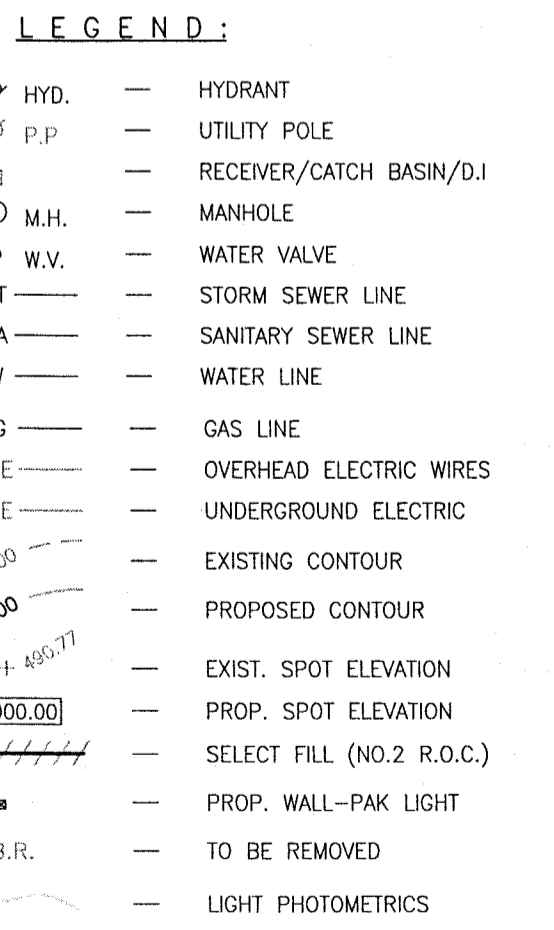 LEGEND:
HYD. — HYDRANT
P.P — UTILITY POLE
— RECEIVER/CATCH BASIN/D.I
M.H. — MANHOLE
W.V. — WATER VALVE
— STORM SEWER LINE
— SANITARY SEWER LINE
— WATER LINE
G — GAS LINE
E — OVERHEAD ELECTRIC WIRES
E — UNDERGROUND ELECTRIC
— EXISTING CONTOUR
— PROPOSED CONTOUR
+ 490.77 — EXIST. SPOT ELEVATION
000.00 — PROP. SPOT ELEVATION
— SELECT FILL (NO.2 R.O.C.)
— PROP. WALL-PAK LIGHT
B.R. — TO BE REMOVED
— LIGHT PHOTOMETRICS